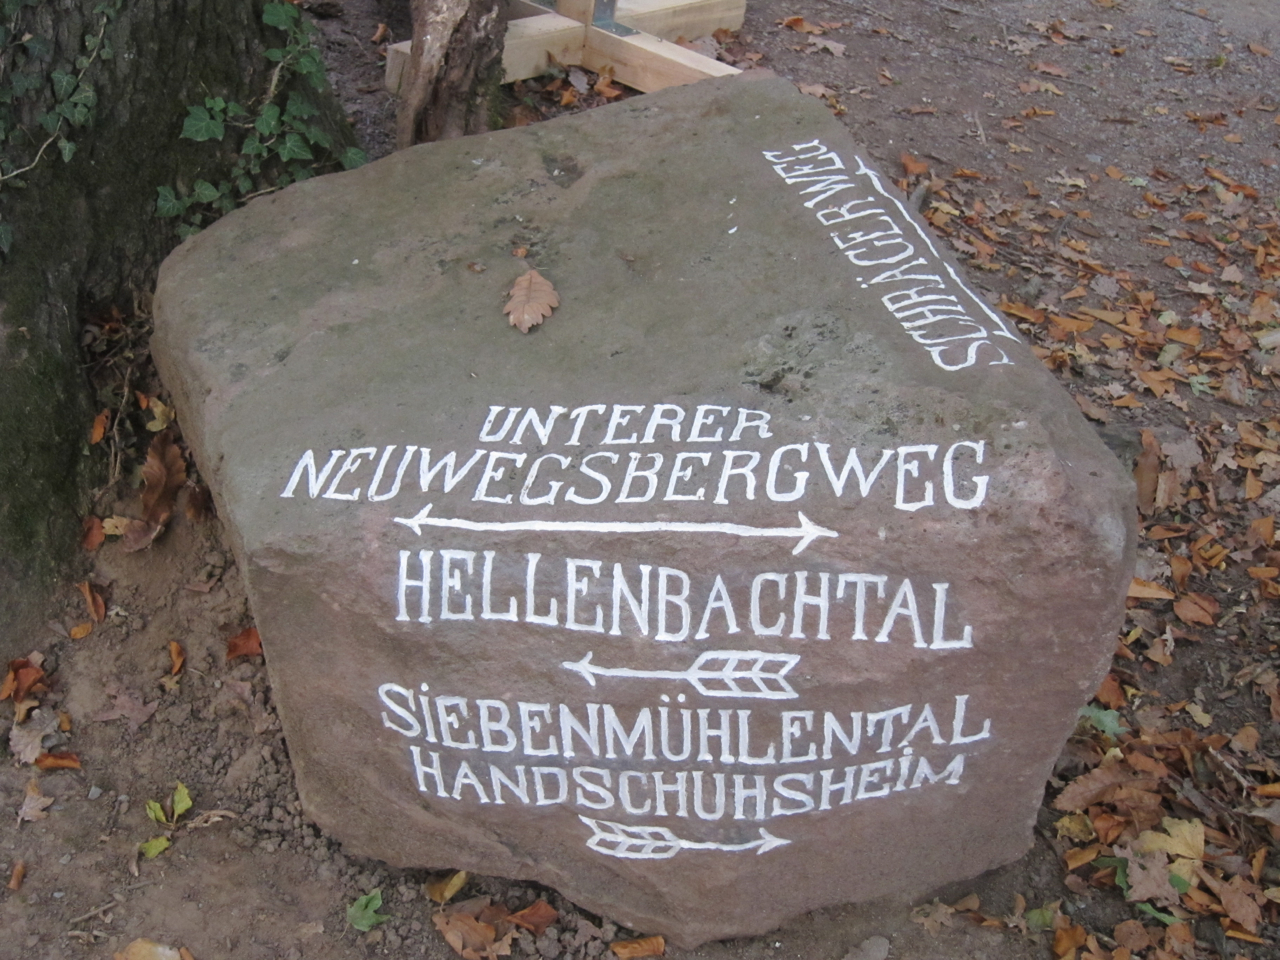 SCHRÄGER WEG
UNTERER
NEUWEGSBERGWEG
HELLENBACHTAL
SIEBENMÜHLENTAL
HANDSCHUHSHEIM